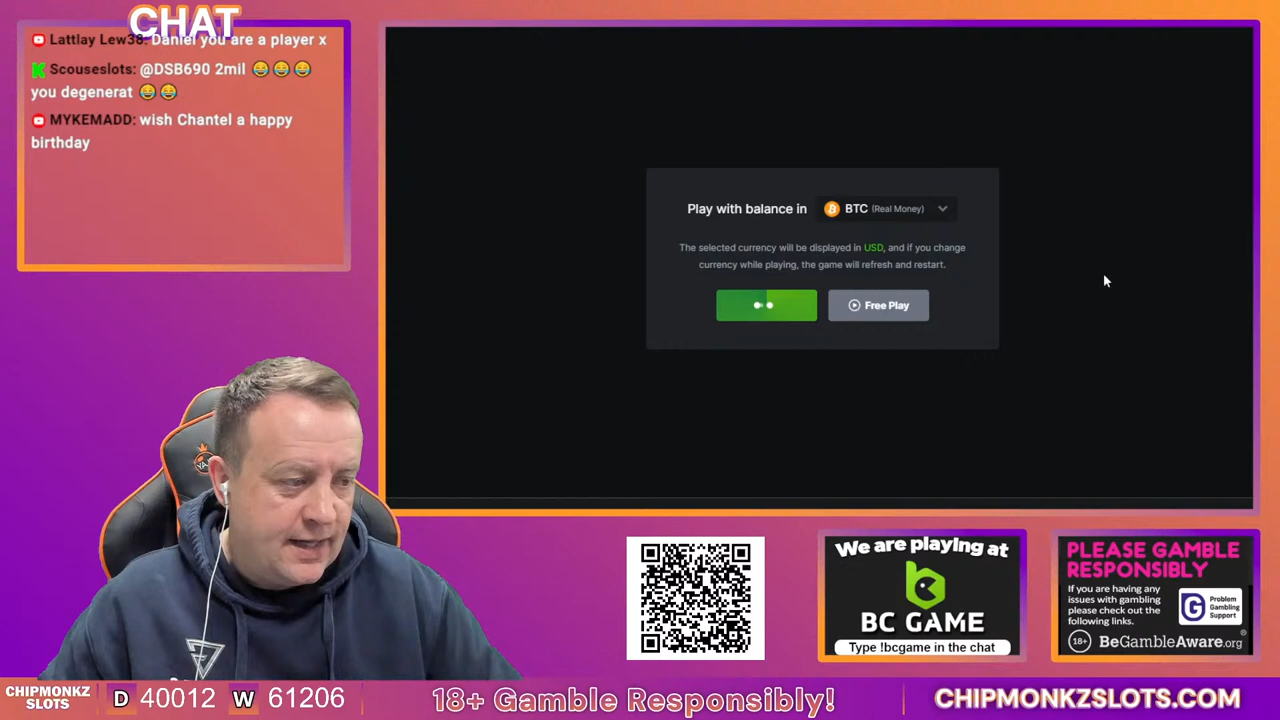 CHAT
Lattlay Lew38: Daniel you are a player x
Scouseslots: @DSB690 2mil 😂 😂 😂
you degenerat 😂 😂
MYKEMADD: wish Chantel a happy
birthday
Play with balance in BTC (Real Money)
The selected currency will be displayed in USD, and if you change
currency while playing, the game will refresh and restart.
Free Play
We are playing at
BC GAME
Type !bcgame in the chat
PLEASE GAMBLE
RESPONSIBLY
If you are having any
issues with gambling
please check out the
following links.
Problem
Gambling
Support
18+ BeGambleAware.org®
CHIPMONKZ
SLOTS
D 40012 W 61206
18+ Gamble Responsibly!
CHIPMONKZSLOTS.COM